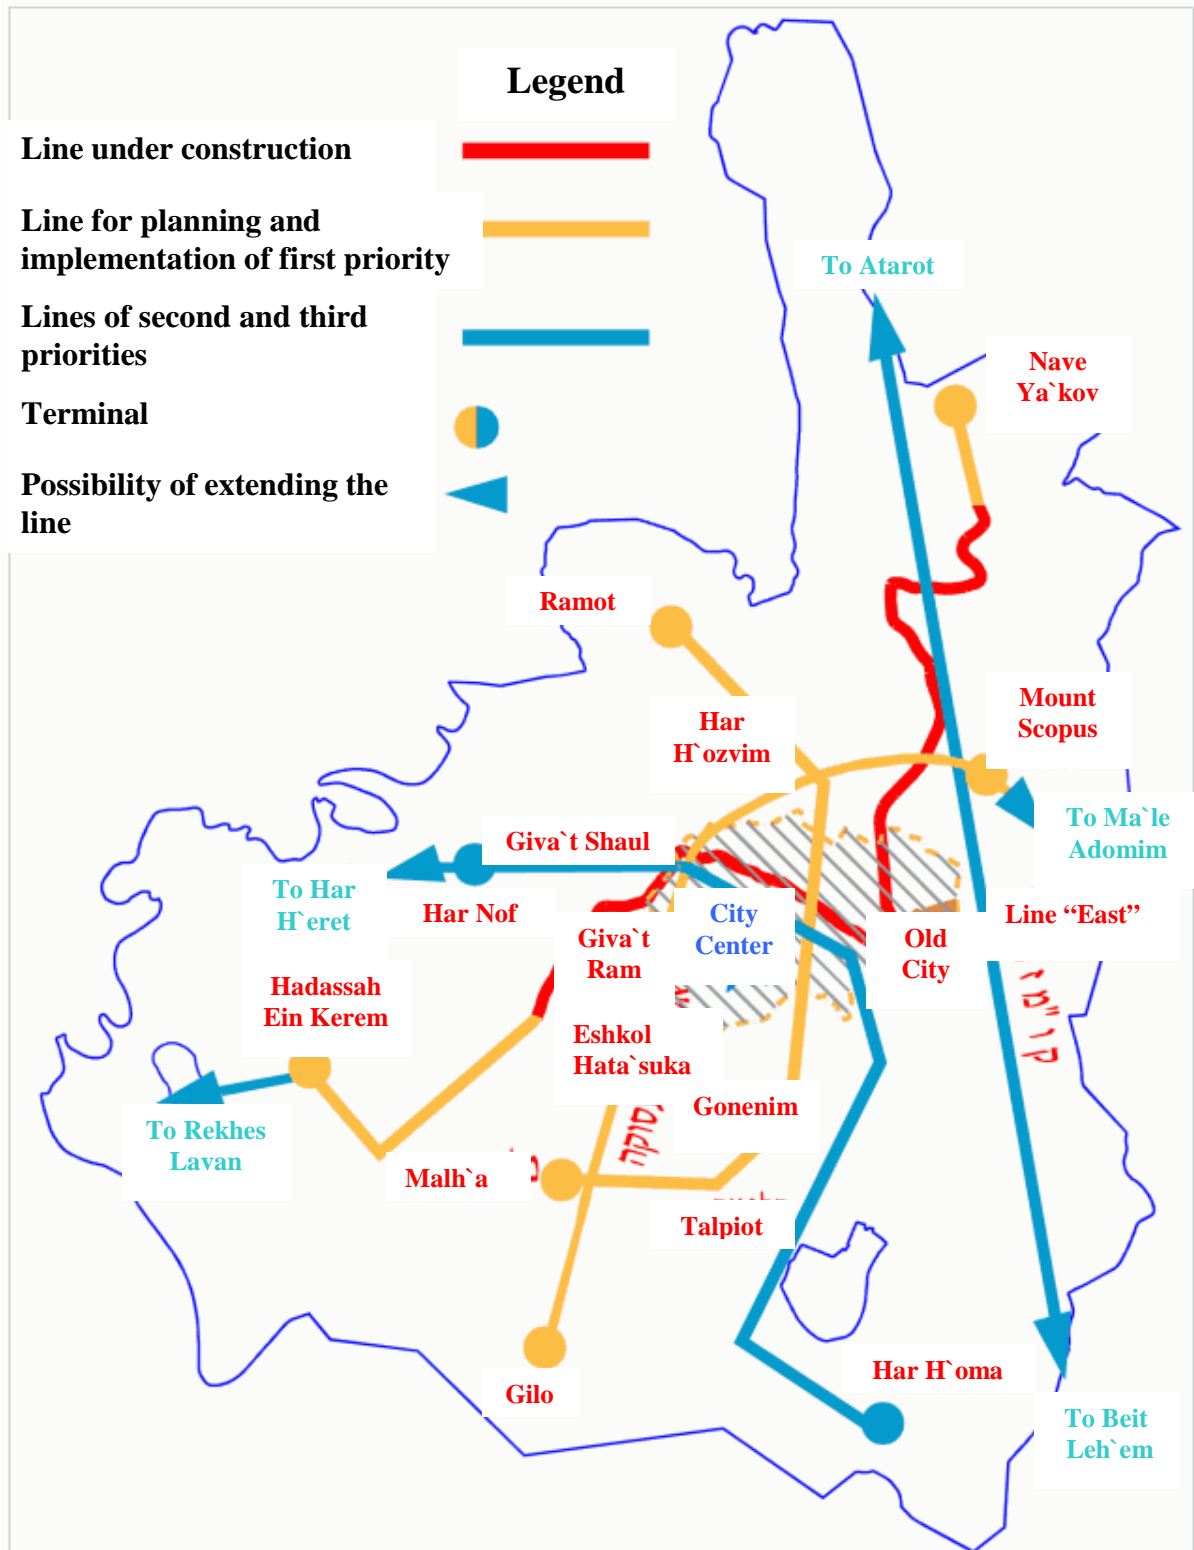 Legend
Line under construction
Line for planning and
implementation of first priority
Lines of second and third
priorities
Terminal
Possibility of extending the
line
To Atarot
Nave
Ya`kov
Ramot
Mount
Scopus
Har
H`ozvim
To Ma`le
Adomim
Giva`t Shaul
To Har
H`eret
Har Nof
City
Center
Line “East”
Giva`t
Ram
Old
City
Hadassah
Ein Kerem
Eshkol
Hata`suka
Gonenim
To Rekhes
Lavan
Malh`a
Talpiot
Har H`oma
Gilo
To Beit
Leh`em